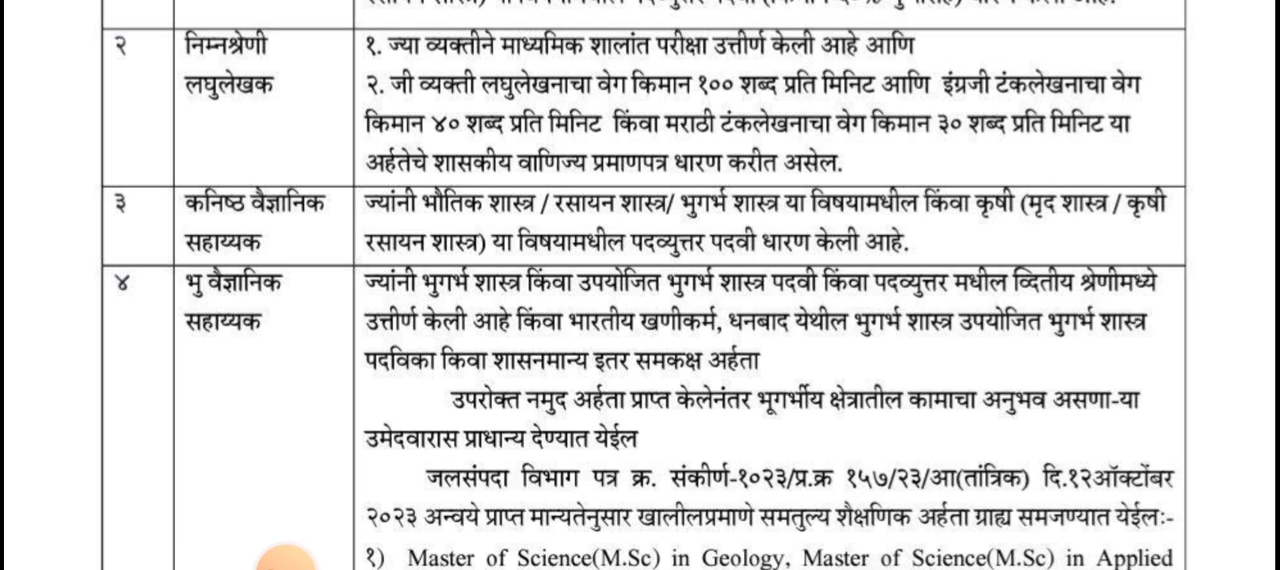 २ निम्नश्रेणी १. ज्या व्यक्तीने माध्यमिक शालांत परीक्षा उत्तीर्ण केली आहे आणि
लघुलेखक २. जी व्यक्ती लघुलेखनाचा वेग किमान १०० शब्द प्रति मिनिट आणि इंग्रजी टंकलेखनाचा वेग
किमान ४० शब्द प्रति मिनिट किंवा मराठी टंकलेखनाचा वेग किमान ३० शब्द प्रति मिनिट या
अर्हतेचे शासकीय वाणिज्य प्रमाणपत्र धारण करीत असेल.
३ कनिष्ठ वैज्ञानिक ज्यांनी भौतिक शास्त्र / रसायन शास्त्र/ भुगर्भ शास्त्र या विषयामधील किंवा कृषी (मृद शास्त्र / कृषी
सहाय्यक रसायन शास्त्र) या विषयामधील पदव्युत्तर पदवी धारण केली आहे.
४ भु वैज्ञानिक ज्यांनी भुगर्भ शास्त्र किंवा उपयोजित भुगर्भ शास्त्र पदवी किंवा पदव्युत्तर मधील व्दितीय श्रेणीमध्ये
सहाय्यक उत्तीर्ण केली आहे किंवा भारतीय खणीकर्म, धनबाद येथील भुगर्भ शास्त्र उपयोजित भुगर्भ शास्त्र
पदविका किवा शासनमान्य इतर समकक्ष अर्हता
उपरोक्त नमुद अर्हता प्राप्त केलेनंतर भूगर्भीय क्षेत्रातील कामाचा अनुभव असणा-या
उमेदवारास प्राधान्य देण्यात येईल
जलसंपदा विभाग पत्र क्र. संकीर्ण-१०२३/प्र.क्र १५७/२३/आ(तांत्रिक) दि.१२ऑक्टोंबर
२०२३ अन्वये प्राप्त मान्यतेनुसार खालीलप्रमाणे समतुल्य शैक्षणिक अर्हता ग्राह्य समजण्यात येईलः-
१) Master of Science(M.Sc) in Geology, Master of Science(M.Sc) in Applied